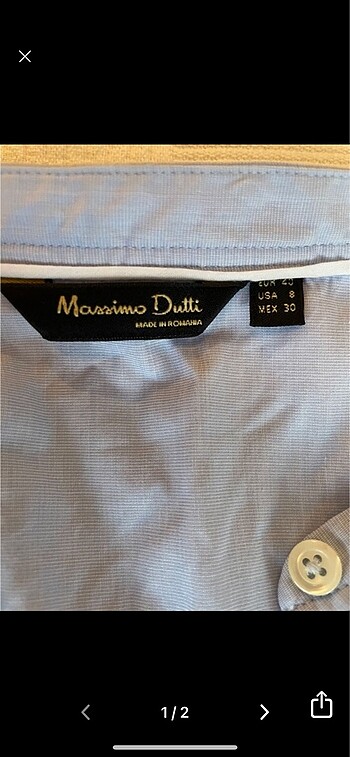 Massimo Dutti
MADE IN ROMANIA
EUR 40
USA 8
MEX 30
1/2